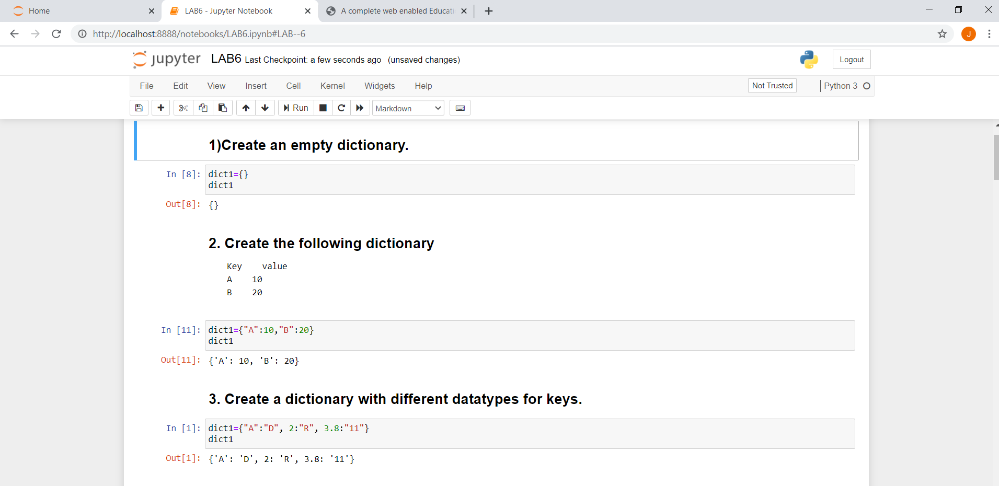 Home
LAB6 - Jupyter Notebook
A complete web enabled Educati
http://localhost:8888/notebooks/LAB6.ipynb#LAB--6
J
jupyter LAB6 Last Checkpoint: a few seconds ago (unsaved changes)
Logout
File Edit View Insert Cell Kernel Widgets Help
Not Trusted
Python 3
Run
Markdown
1)Create an empty dictionary.
In [8]: dict1={}
dict1
Out[8]: {}
2. Create the following dictionary
Key value
A 10
B 20
In [11]: dict1={"A":10,"B":20}
dict1
Out[11]: {'A': 10, 'B': 20}
3. Create a dictionary with different datatypes for keys.
In [1]: dict1={"A":"D", 2:"R", 3.8:"11"}
dict1
Out[1]: {'A': 'D', 2: 'R', 3.8: '11'}